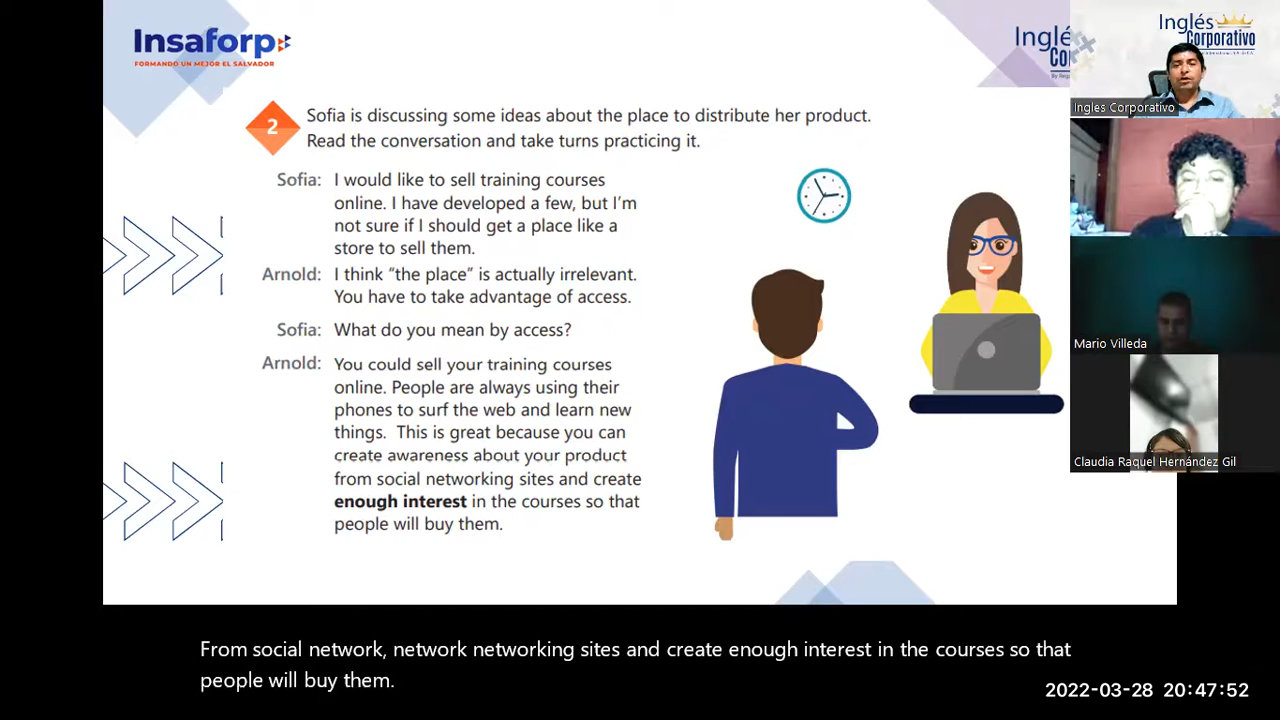 Insaforp
FORMANDO UN MEJOR EL SALVADOR
Inglés
Corporativo
Ingles Corporativo
2
Sofia is discussing some ideas about the place to distribute her product.
Read the conversation and take turns practicing it.
Sofia: I would like to sell training courses
online. I have developed a few, but I'm
not sure if I should get a place like a
store to sell them.
Arnold: I think "the place" is actually irrelevant.
You have to take advantage of access.
Sofia: What do you mean by access?
Arnold: You could sell your training courses
online. People are always using their
phones to surf the web and learn new
things. This is great because you can
create awareness about your product
from social networking sites and create
enough interest in the courses so that
people will buy them.
Mario Villeda
Claudia Raquel Hernández Gil
From social network, network networking sites and create enough interest in the courses so that
people will buy them.
2022-03-28 20:47:52